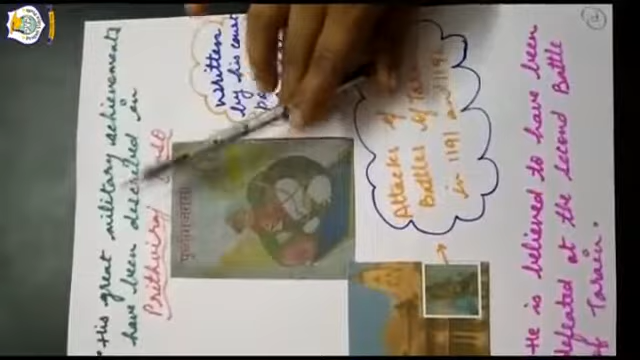 • His great military achievements
have been described in
Prithviraj
written
by his court
Attacks of
Battles of Tarain
in 1191 and 1191
He is believed to have been
defeated at the second Battle
of Tarain.